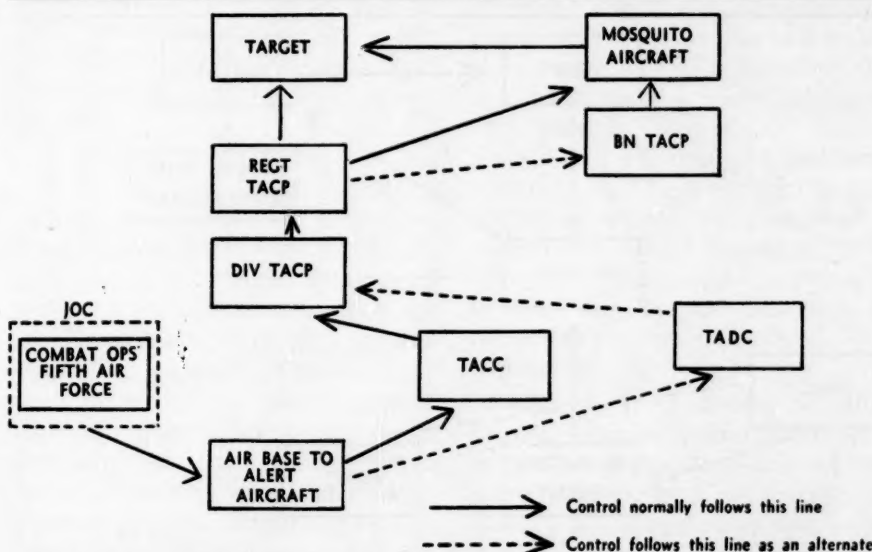 TARGET
MOSQUITO
AIRCRAFT
REGT
TACP
BN TACP
DIV TACP
JOC
COMBAT OPS
FIFTH AIR
FORCE
TACC
TADC
AIR BASE TO
ALERT
AIRCRAFT
Control normally follows this line
Control follows this line as an alternate